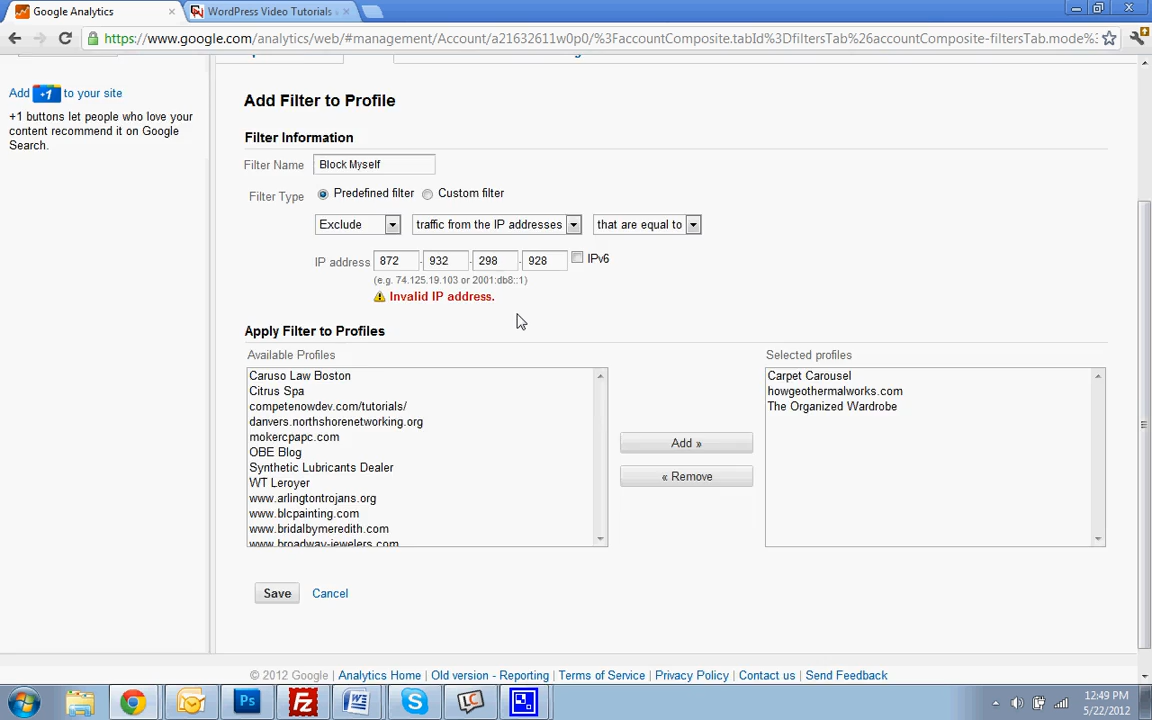 Google Analytics
WordPress Video Tutorials
https://www.google.com/analytics/web/#management/Account/a21632611w0p0/%3FaccountComposite.tabId%3DfiltersTab%26accountComposite-filtersTab.mode%
Add +1 to your site
+1 buttons let people who love your
content recommend it on Google
Search.
Add Filter to Profile
Filter Information
Filter Name Block Myself
Filter Type Predefined filter Custom filter
Exclude traffic from the IP addresses that are equal to
IP address 872 . 932 . 298 . 928 IPv6
(e.g. 74.125.19.103 or 2001:db8::1)
Invalid IP address.
Apply Filter to Profiles
Available Profiles
Caruso Law Boston
Citrus Spa
competenowdev.com/tutorials/
danvers.northshorenetworking.org
mokercpapc.com
OBE Blog
Synthetic Lubricants Dealer
WT Leroyer
www.arlingtontrojans.org
www.blcpainting.com
www.bridalbymeredith.com
www.broadway-jewelers.com
Add »
« Remove
Selected profiles
Carpet Carousel
howgeothermalworks.com
The Organized Wardrobe
Save Cancel
© 2012 Google | Analytics Home | Old version - Reporting | Terms of Service | Privacy Policy | Contact us | Send Feedback
Ps
Fz
W
S
LC
12:49 PM
5/22/2012